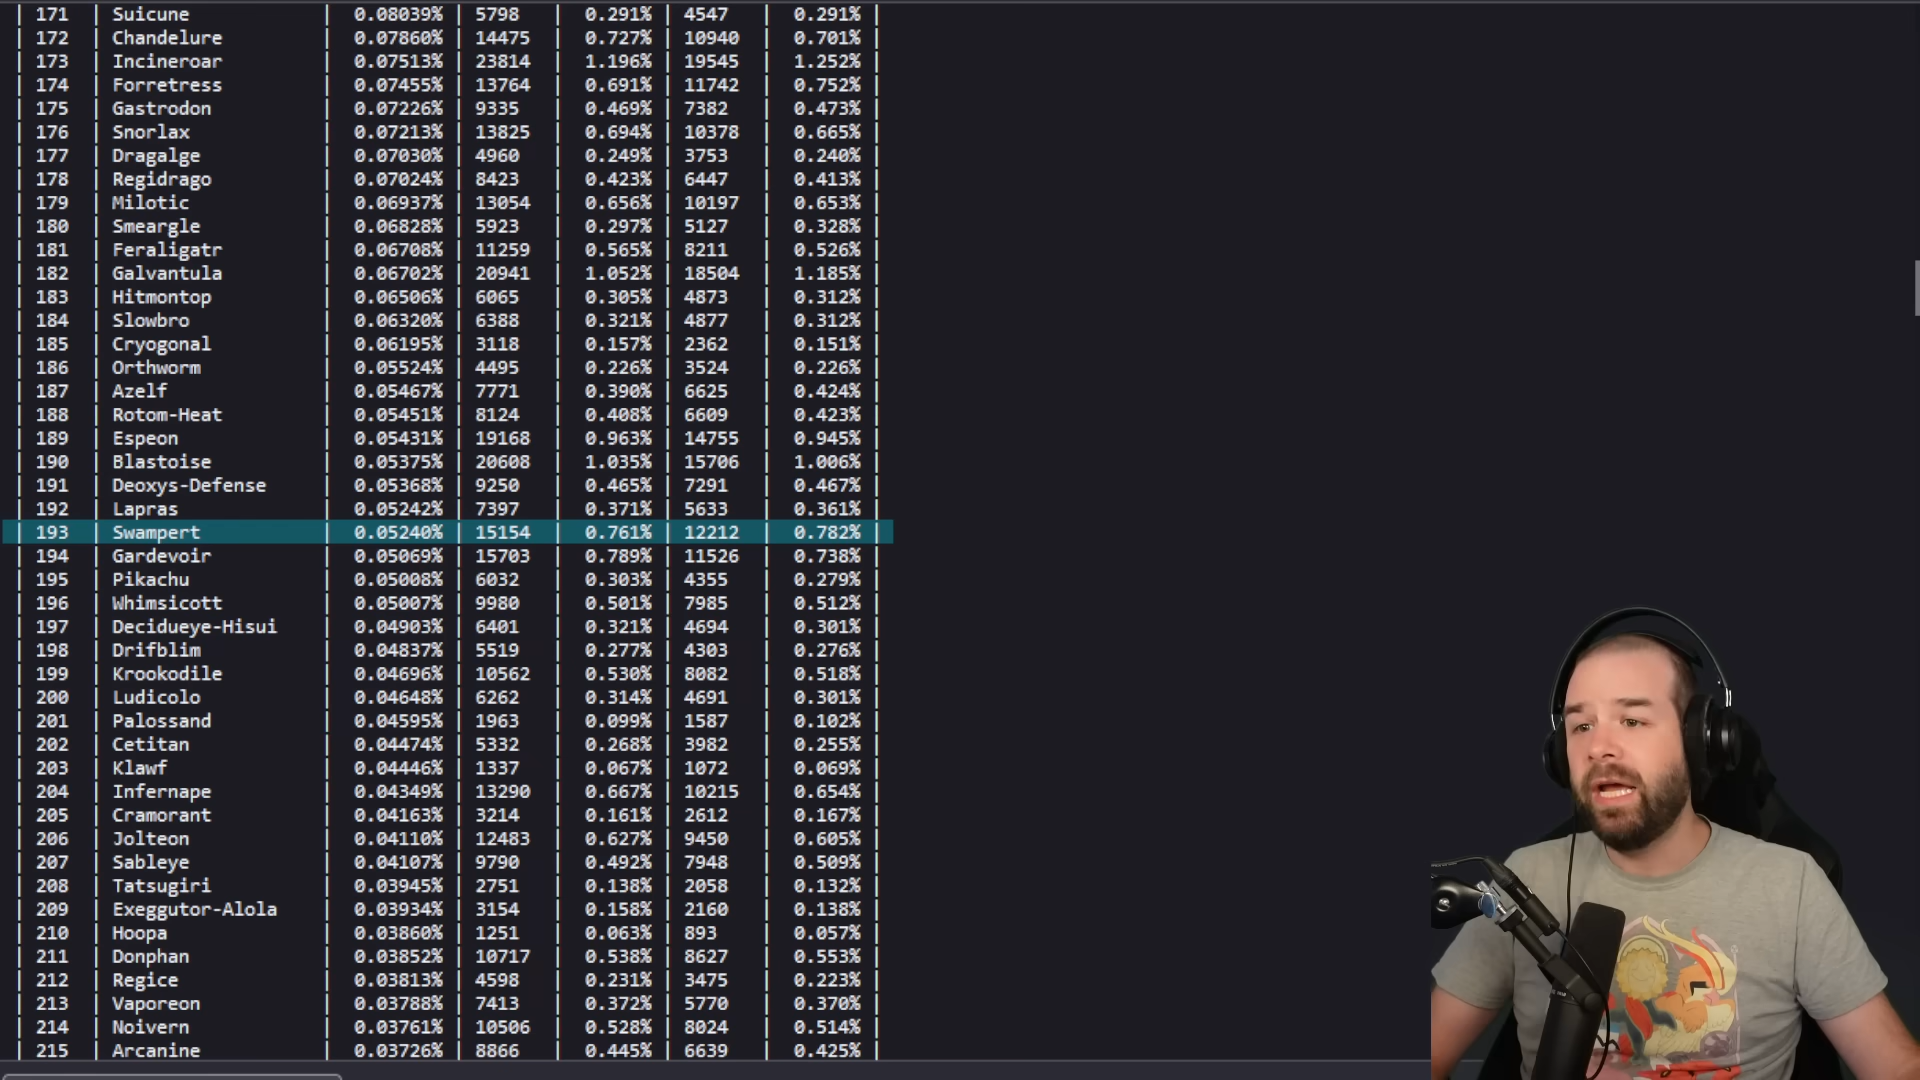 | 171 | Suicune | 0.08039% | 5798 | 0.291% | 4547 | 0.291% |
| 172 | Chandelure | 0.07860% | 14475 | 0.727% | 10940 | 0.701% |
| 173 | Incineroar | 0.07513% | 23814 | 1.196% | 19545 | 1.252% |
| 174 | Forretress | 0.07455% | 13764 | 0.691% | 11742 | 0.752% |
| 175 | Gastrodon | 0.07226% | 9335 | 0.469% | 7382 | 0.473% |
| 176 | Snorlax | 0.07213% | 13825 | 0.694% | 10378 | 0.665% |
| 177 | Dragalge | 0.07030% | 4960 | 0.249% | 3753 | 0.240% |
| 178 | Regidrago | 0.07024% | 8423 | 0.423% | 6447 | 0.413% |
| 179 | Milotic | 0.06937% | 13054 | 0.656% | 10197 | 0.653% |
| 180 | Smeargle | 0.06828% | 5923 | 0.297% | 5127 | 0.328% |
| 181 | Feraligatr | 0.06708% | 11259 | 0.565% | 8211 | 0.526% |
| 182 | Galvantula | 0.06702% | 20941 | 1.052% | 18504 | 1.185% |
| 183 | Hitmontop | 0.06506% | 6065 | 0.305% | 4873 | 0.312% |
| 184 | Slowbro | 0.06320% | 6388 | 0.321% | 4877 | 0.312% |
| 185 | Cryogonal | 0.06195% | 3118 | 0.157% | 2362 | 0.151% |
| 186 | Orthworm | 0.05524% | 4495 | 0.226% | 3524 | 0.226% |
| 187 | Azelf | 0.05467% | 7771 | 0.390% | 6625 | 0.424% |
| 188 | Rotom-Heat | 0.05451% | 8124 | 0.408% | 6609 | 0.423% |
| 189 | Espeon | 0.05431% | 19168 | 0.963% | 14755 | 0.945% |
| 190 | Blastoise | 0.05375% | 20608 | 1.035% | 15706 | 1.006% |
| 191 | Deoxys-Defense | 0.05368% | 9250 | 0.465% | 7291 | 0.467% |
| 192 | Lapras | 0.05242% | 7397 | 0.371% | 5633 | 0.361% |
| 193 | Swampert | 0.05240% | 15154 | 0.761% | 12212 | 0.782% |
| 194 | Gardevoir | 0.05069% | 15703 | 0.789% | 11526 | 0.738% |
| 195 | Pikachu | 0.05008% | 6032 | 0.303% | 4355 | 0.279% |
| 196 | Whimsicott | 0.05007% | 9980 | 0.501% | 7985 | 0.512% |
| 197 | Decidueye-Hisui | 0.04903% | 6401 | 0.321% | 4694 | 0.301% |
| 198 | Drifblim | 0.04837% | 5519 | 0.277% | 4303 | 0.276% |
| 199 | Krookodile | 0.04696% | 10562 | 0.530% | 8082 | 0.518% |
| 200 | Ludicolo | 0.04648% | 6262 | 0.314% | 4691 | 0.301% |
| 201 | Palossand | 0.04595% | 1963 | 0.099% | 1587 | 0.102% |
| 202 | Cetitan | 0.04474% | 5332 | 0.268% | 3982 | 0.255% |
| 203 | Klawf | 0.04446% | 1337 | 0.067% | 1072 | 0.069% |
| 204 | Infernape | 0.04349% | 13290 | 0.667% | 10215 | 0.654% |
| 205 | Cramorant | 0.04163% | 3214 | 0.161% | 2612 | 0.167% |
| 206 | Jolteon | 0.04110% | 12483 | 0.627% | 9450 | 0.605% |
| 207 | Sableye | 0.04107% | 9790 | 0.492% | 7948 | 0.509% |
| 208 | Tatsugiri | 0.03945% | 2751 | 0.138% | 2058 | 0.132% |
| 209 | Exeggutor-Alola | 0.03934% | 3154 | 0.158% | 2160 | 0.138% |
| 210 | Hoopa | 0.03860% | 1251 | 0.063% | 893 | 0.057% |
| 211 | Donphan | 0.03852% | 10717 | 0.538% | 8627 | 0.553% |
| 212 | Regice | 0.03813% | 4598 | 0.231% | 3475 | 0.223% |
| 213 | Vaporeon | 0.03788% | 7413 | 0.372% | 5770 | 0.370% |
| 214 | Noivern | 0.03761% | 10506 | 0.528% | 8024 | 0.514% |
| 215 | Arcanine | 0.03726% | 8866 | 0.445% | 6639 | 0.425% |